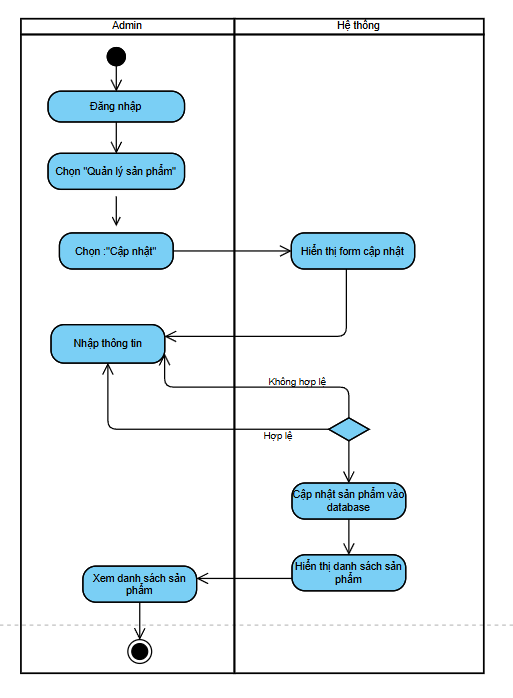 Admin
Hệ thống
Đăng nhập
Chọn "Quản lý sản phẩm"
Chọn :"Cập nhật"
Hiển thị form cập nhật
Nhập thông tin
Không hợp lệ
Hợp lệ
Cập nhật sản phẩm vào
database
Hiển thị danh sách sản
phẩm
Xem danh sách sản
phẩm